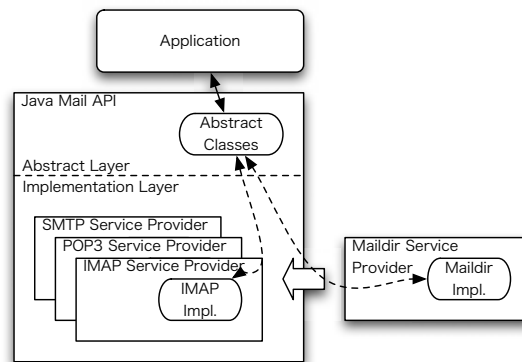 Application
Java Mail API
Abstract
Classes
Abstract Layer
Implementation Layer
SMTP Service Provider
POP3 Service Provider
IMAP Service Provider
IMAP
Impl.
Maildir Service
Provider
Maildir
Impl.